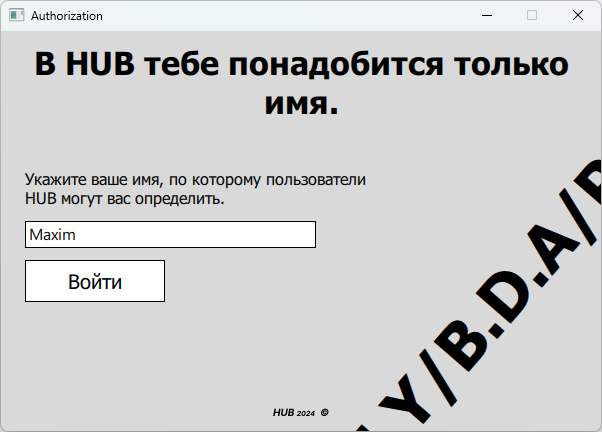 Authorization
В HUB тебе понадобится только
имя.
Укажите ваше имя, по которому пользователи
HUB могут вас определить.
Maxim
Войти
Y/B.D.A/
HUB 2024 ©